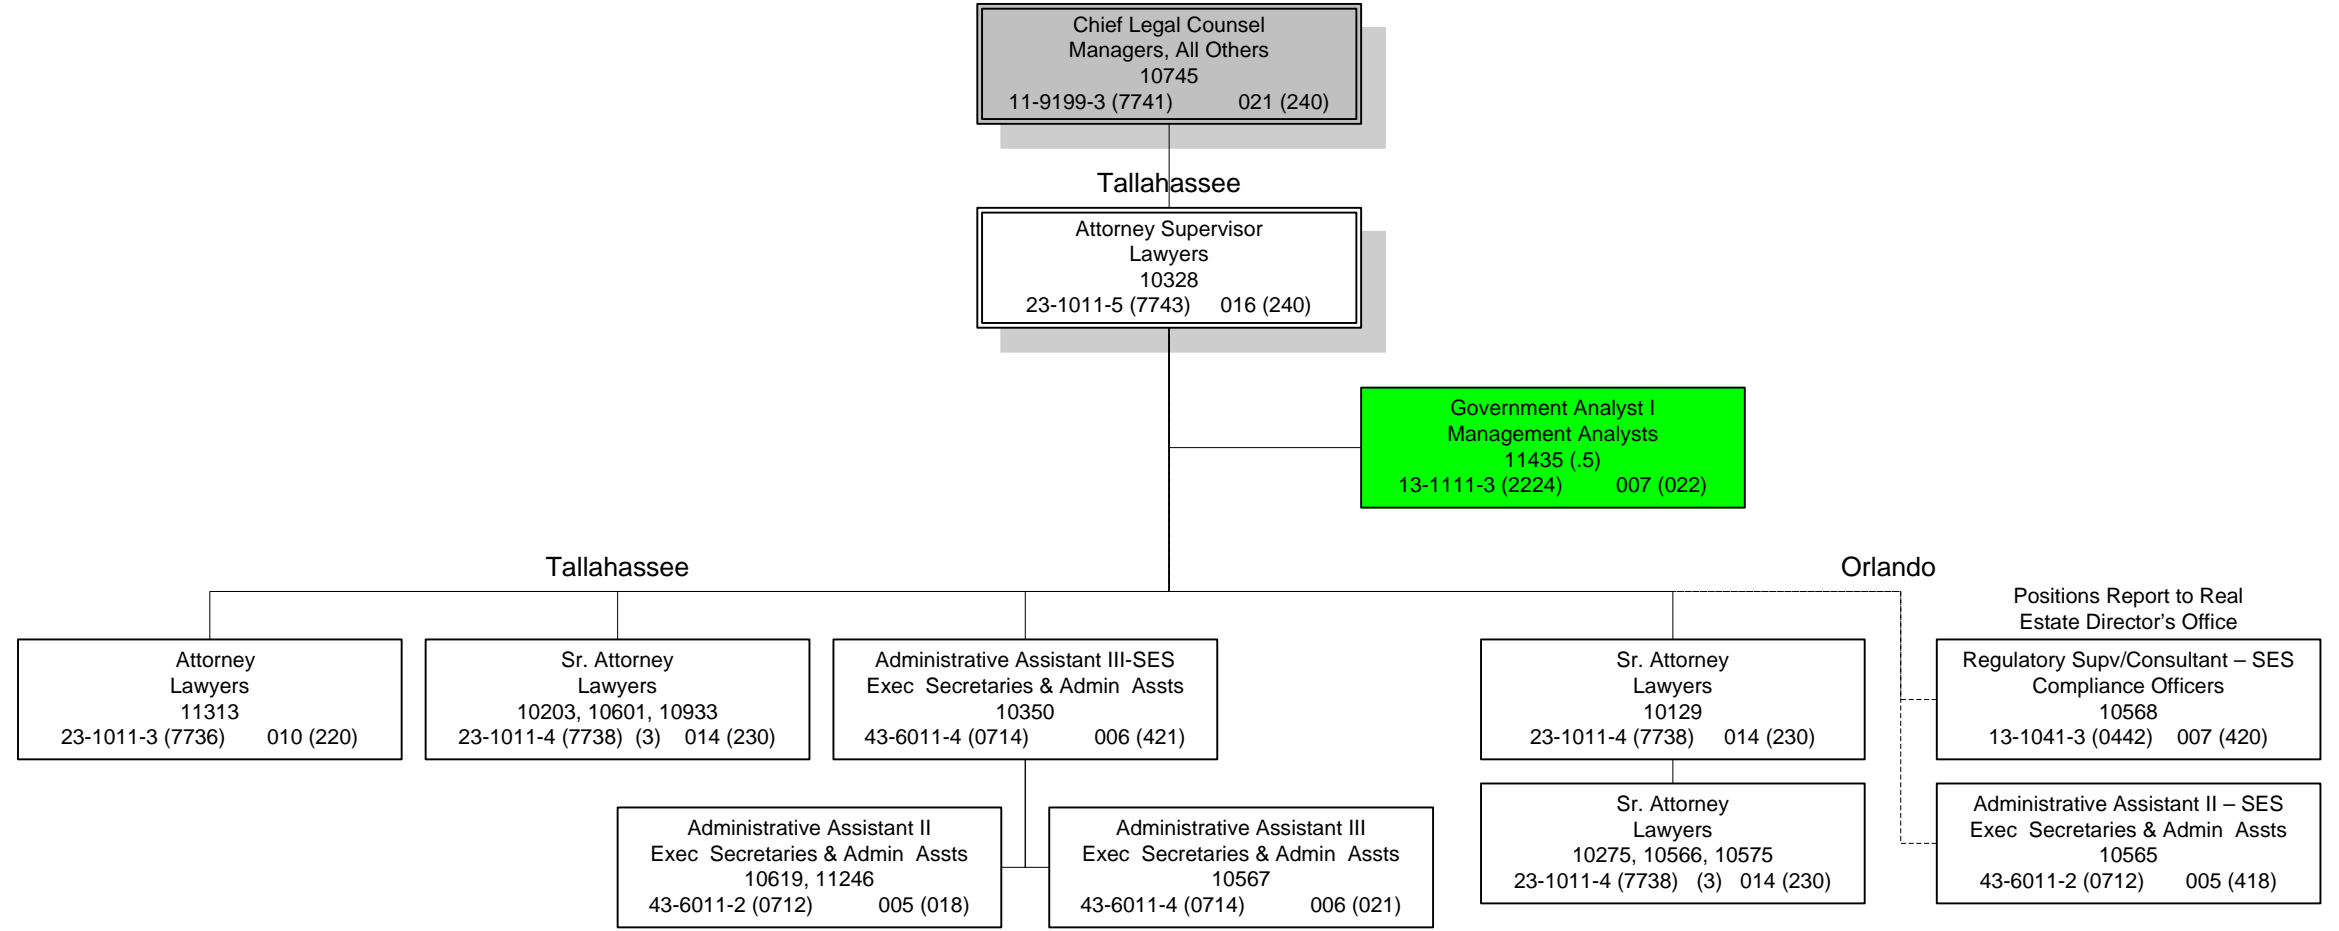 Chief Legal Counsel
Managers, All Others
10745
11-9199-3 (7741) 021 (240)
Tallahassee
Attorney Supervisor
Lawyers
10328
23-1011-5 (7743) 016 (240)
Government Analyst I
Management Analysts
11435 (.5)
13-1111-3 (2224) 007 (022)
Tallahassee
Orlando
Positions Report to Real
Estate Director’s Office
Attorney
Lawyers
11313
23-1011-3 (7736) 010 (220)
Sr. Attorney
Lawyers
10203, 10601, 10933
23-1011-4 (7738) (3) 014 (230)
Administrative Assistant III-SES
Exec Secretaries & Admin Assts
10350
43-6011-4 (0714) 006 (421)
Sr. Attorney
Lawyers
10129
23-1011-4 (7738) 014 (230)
Regulatory Supv/Consultant – SES
Compliance Officers
10568
13-1041-3 (0442) 007 (420)
Administrative Assistant II
Exec Secretaries & Admin Assts
10619, 11246
43-6011-2 (0712) 005 (018)
Administrative Assistant III
Exec Secretaries & Admin Assts
10567
43-6011-4 (0714) 006 (021)
Sr. Attorney
Lawyers
10275, 10566, 10575
23-1011-4 (7738) (3) 014 (230)
Administrative Assistant II – SES
Exec Secretaries & Admin Assts
10565
43-6011-2 (0712) 005 (418)